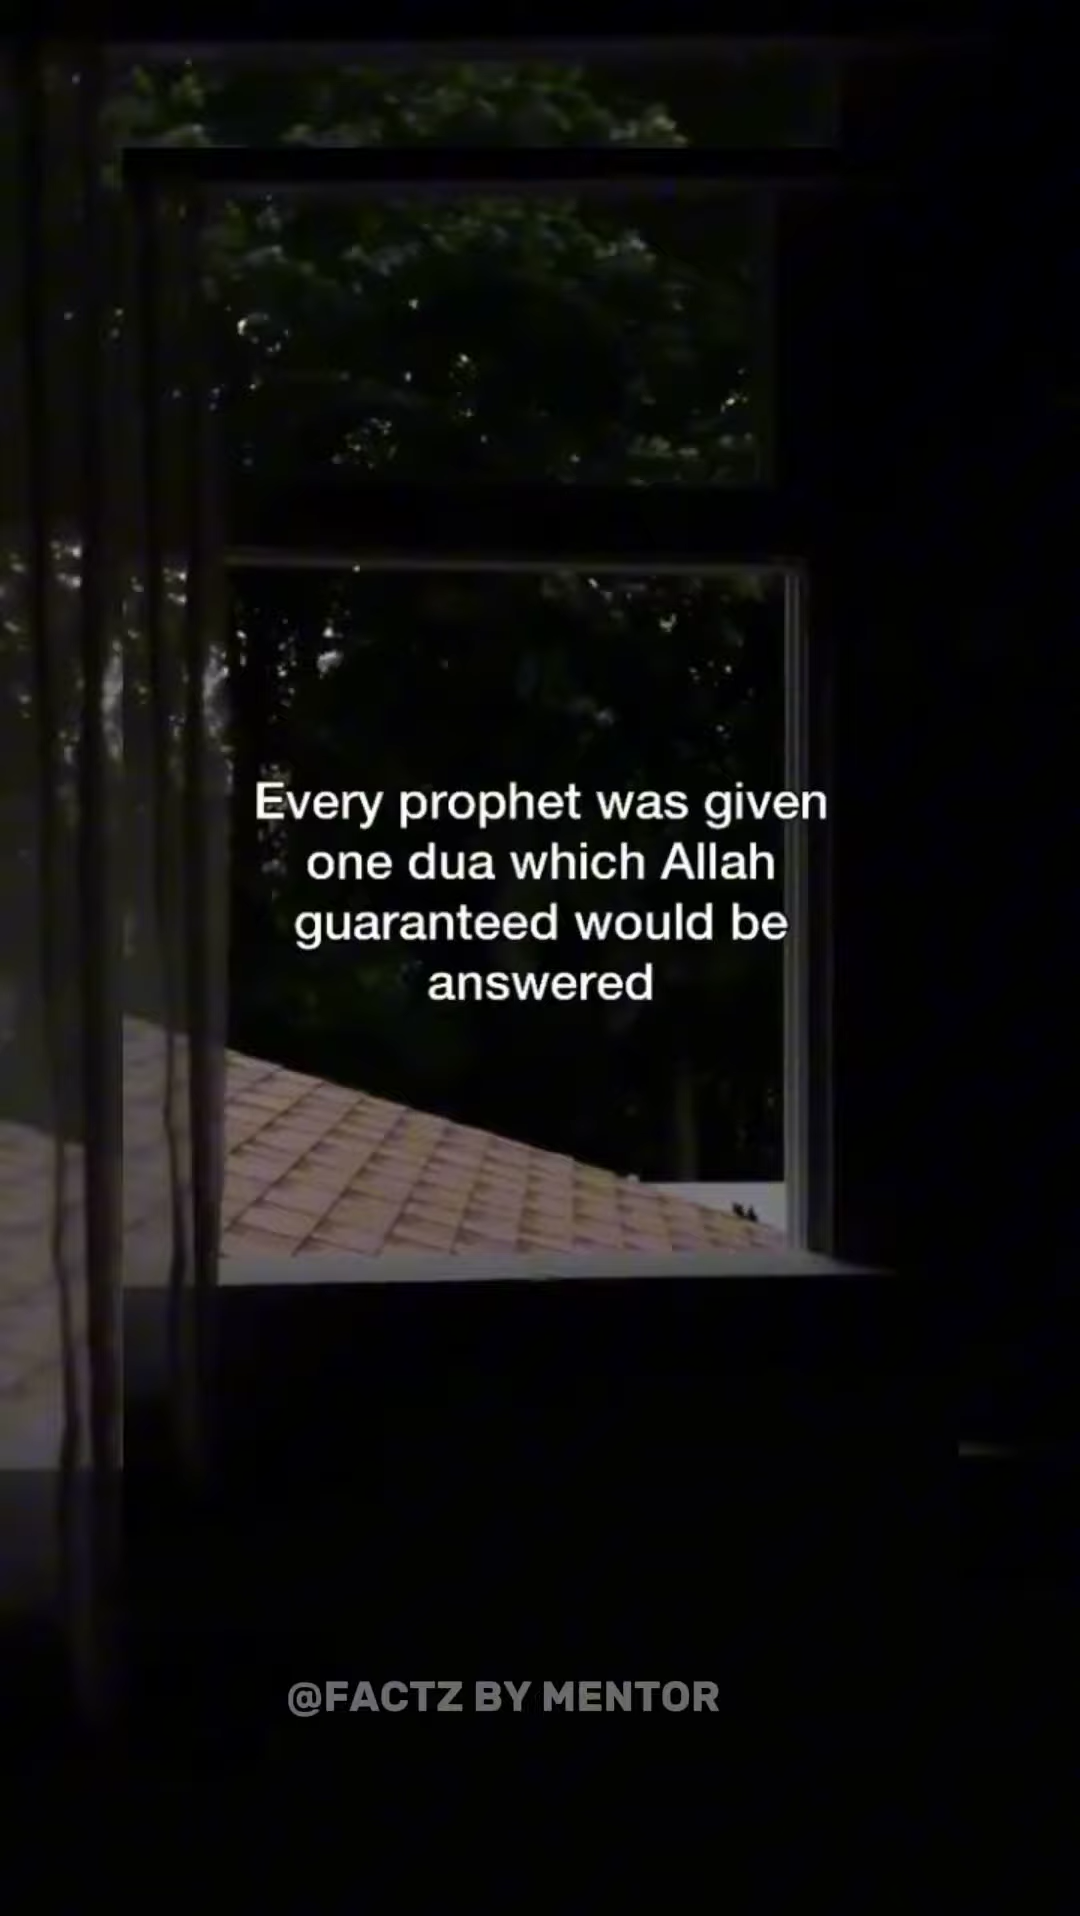 Every prophet was given
one dua which Allah
guaranteed would be
answered
@FACTZ BY MENTOR